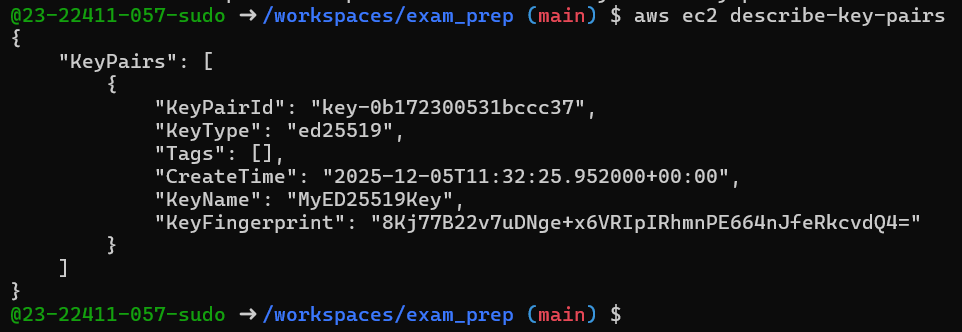 @23-22411-057-sudo ➜ /workspaces/exam_prep (main) $ aws ec2 describe-key-pairs
{
    "KeyPairs": [
        {
            "KeyPairId": "key-0b172300531bccc37",
            "KeyType": "ed25519",
            "Tags": [],
            "CreateTime": "2025-12-05T11:32:25.952000+00:00",
            "KeyName": "MyED25519Key",
            "KeyFingerprint": "8Kj77B22v7uDNge+x6VRIpIRhmnPE664nJfeRkcvdQ4="
        }
    ]
}
@23-22411-057-sudo ➜ /workspaces/exam_prep (main) $